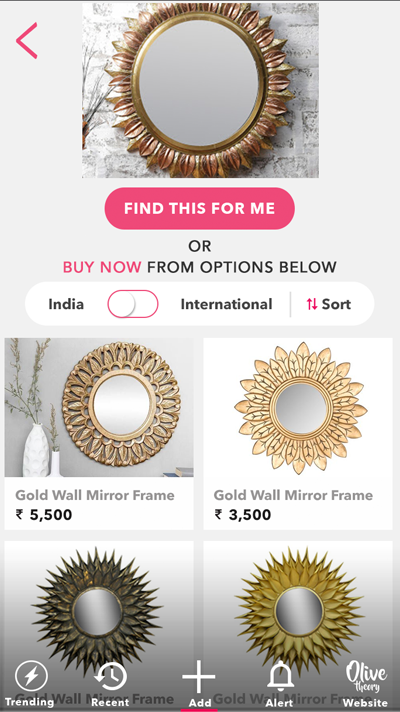 FIND THIS FOR ME
OR
BUY NOW FROM OPTIONS BELOW
India International Sort
Gold Wall Mirror Frame Gold Wall Mirror Frame
₹ 5,500 ₹ 3,500
Gold Wall Mirror Frame Gold Wall Mirror Frame
Olive
Theory
Trending Recent Add Alert Website